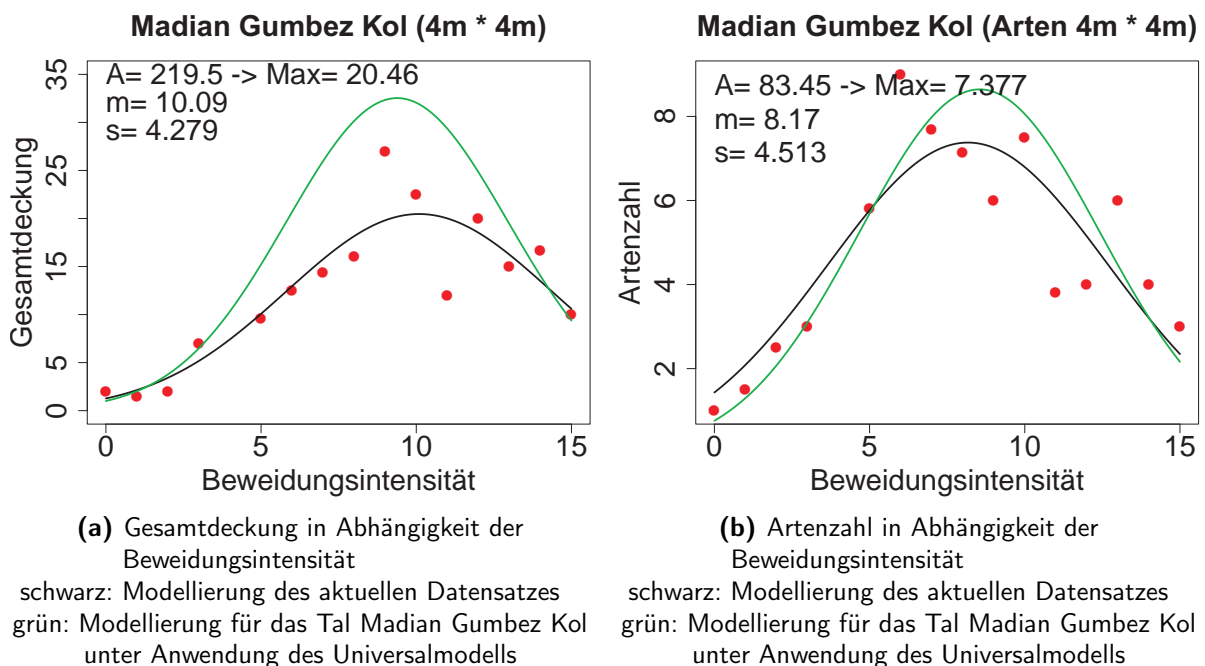 Madian Gumbez Kol (4m * 4m)
A= 219.5 -> Max= 20.46
m= 10.09
s= 4.279
Gesamtdeckung
35
25
15
5
0
0 5 10 15
Beweidungsintensität
(a) Gesamtdeckung in Abhängigkeit der
Beweidungsintensität
schwarz: Modellierung des aktuellen Datensatzes
grün: Modellierung für das Tal Madian Gumbez Kol
unter Anwendung des Universalmodells
Madian Gumbez Kol (Arten 4m * 4m)
A= 83.45 -> Max= 7.377
m= 8.17
s= 4.513
Artenzahl
8
6
4
2
0 5 10 15
Beweidungsintensität
(b) Artenzahl in Abhängigkeit der
Beweidungsintensität
schwarz: Modellierung des aktuellen Datensatzes
grün: Modellierung für das Tal Madian Gumbez Kol
unter Anwendung des Universalmodells